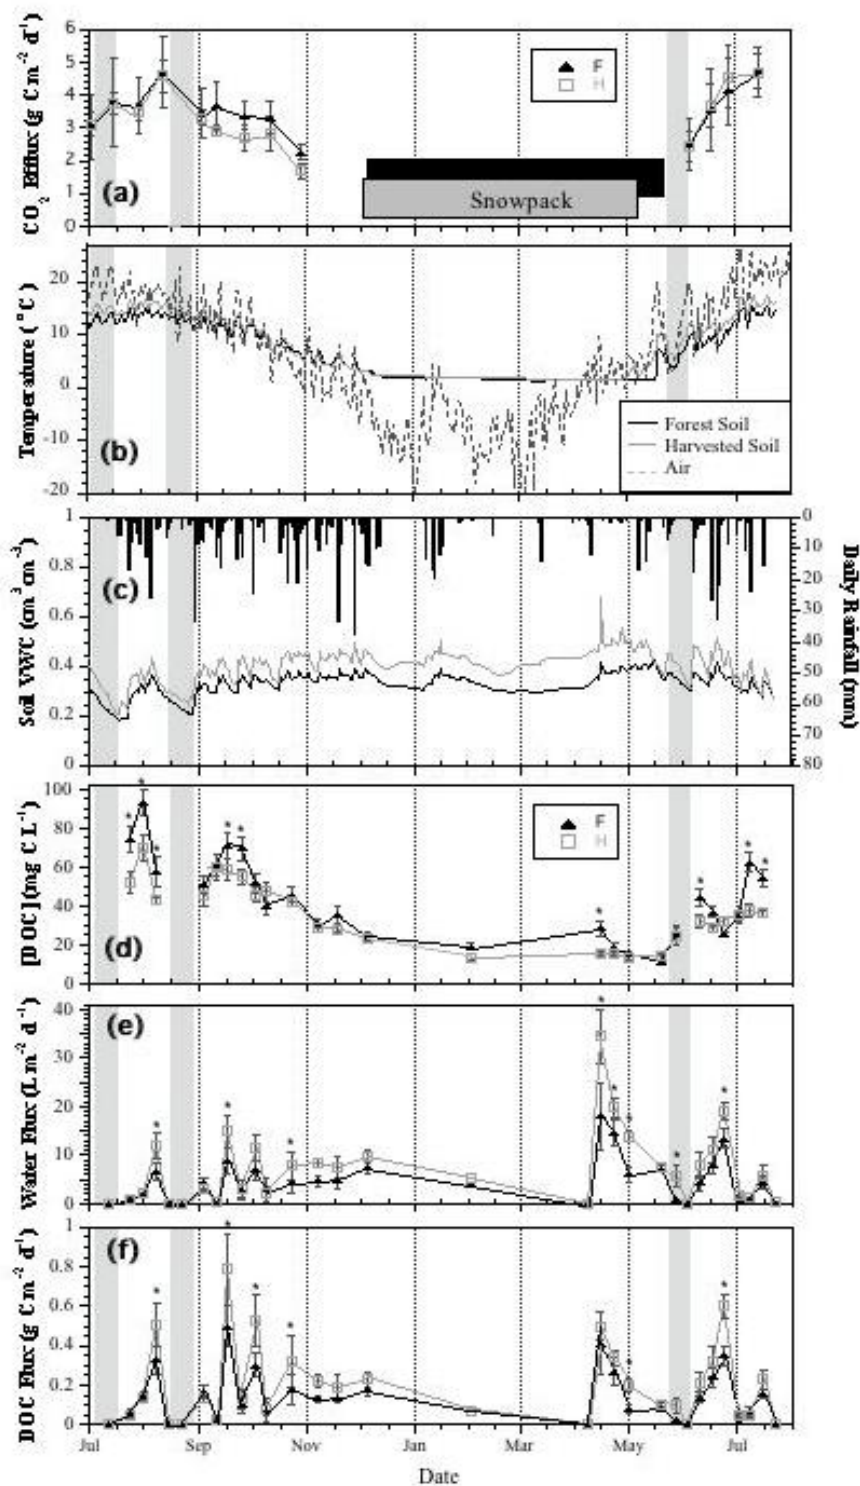 CO2 Efflux (g C m-2 d-1)
6
5
4
3
2
1
0
(a)
F
H
Snowpack
Temperature ( °C)
20
10
0
-10
-20
(b)
Forest Soil
Harvested Soil
Air
Soil VWC (cm3 cm-3)
1
0.8
0.6
0.4
0.2
0
(c)
0
10
20
30
40
50
60
70
80
Daily Rainfall (mm)
[DOC] (mg C L-1)
100
80
60
40
20
0
(d)
F
H
* * * * * * * * *
Water Flux (L m-2 d-1)
40
30
20
10
0
(e)
* * * * * * * *
DOC Flux (g C m-2 d-1)
1
0.8
0.6
0.4
0.2
0
(f)
* * * * * *
Jul Sep Nov Jan Mar May Jul
Date